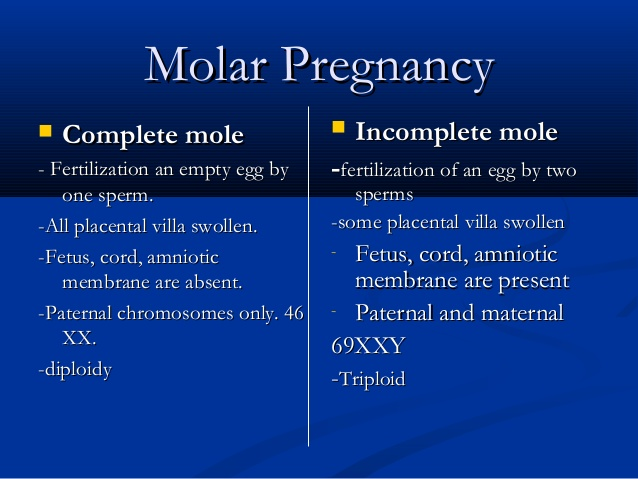 Molar Pregnancy
Complete mole
- Fertilization an empty egg by
one sperm.
-All placental villa swollen.
-Fetus, cord, amniotic
membrane are absent.
-Paternal chromosomes only. 46
XX.
-diploidy
Incomplete mole
-fertilization of an egg by two
sperms
-some placental villa swollen
- Fetus, cord, amniotic
membrane are present
- Paternal and maternal
69XXY
-Triploid